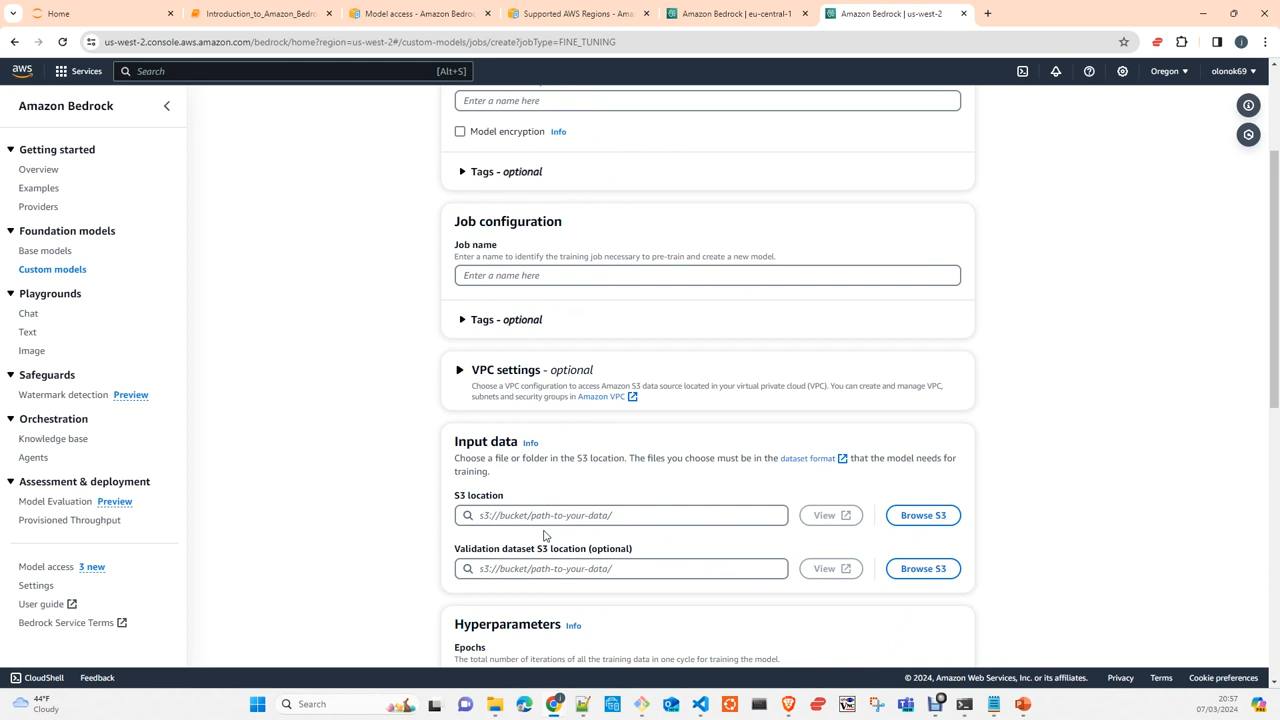 Home
Introduction_to_Amazon_Bedr
Model access - Amazon Bedroc
Supported AWS Regions - Ama
Amazon Bedrock | eu-central-1
Amazon Bedrock | us-west-2
us-west-2.console.aws.amazon.com/bedrock/home?region=us-west-2#/custom-models/jobs/create?jobType=FINE_TUNING
aws
Services
Search
[Alt+S]
Oregon
olonok69
Amazon Bedrock
Getting started
Overview
Examples
Providers
Foundation models
Base models
Custom models
Playgrounds
Chat
Text
Image
Safeguards
Watermark detection Preview
Orchestration
Knowledge base
Agents
Assessment & deployment
Model Evaluation Preview
Provisioned Throughput
Model access 3 new
Settings
User guide
Bedrock Service Terms
Enter a name here
Model encryption Info
Tags - optional
Job configuration
Job name
Enter a name to identify the training job necessary to pre-train and create a new model.
Enter a name here
Tags - optional
VPC settings - optional
Choose a VPC configuration to access Amazon S3 data source located in your virtual private cloud (VPC). You can create and manage VPC,
subnets and security groups in Amazon VPC
Input data Info
Choose a file or folder in the S3 location. The files you choose must be in the dataset format that the model needs for
training.
S3 location
s3://bucket/path-to-your-data/
View
Browse S3
Validation dataset S3 location (optional)
s3://bucket/path-to-your-data/
View
Browse S3
Hyperparameters Info
Epochs
The total number of iterations of all the training data in one cycle for training the model.
CloudShell
Feedback
© 2024, Amazon Web Services, Inc. or its affiliates.
Privacy
Terms
Cookie preferences
44°F
Cloudy
Search
20:57
07/03/2024